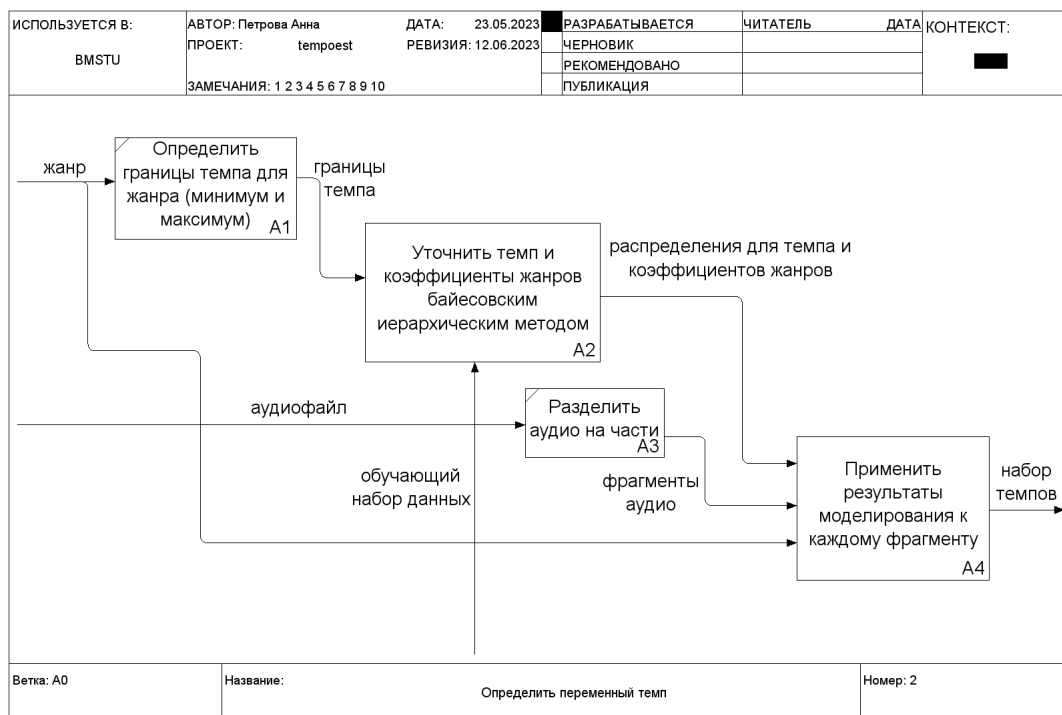 ИСПОЛЬЗУЕТСЯ В:
BMSTU
АВТОР: Петрова Анна
ДАТА: 23.05.2023
ПРОЕКТ: tempoest
РЕВИЗИЯ: 12.06.2023
ЗАМЕЧАНИЯ: 1 2 3 4 5 6 7 8 9 10
РАЗРАБАТЫВАЕТСЯ
ЧЕРНОВИК
РЕКОМЕНДОВАНО
ПУБЛИКАЦИЯ
ЧИТАТЕЛЬ
ДАТА
КОНТЕКСТ:
жанр
Определить
границы темпа для
жанра (минимум и
максимум)
A1
границы
темпа
Уточнить темп и
коэффициенты жанров
байесовским
иерархическим методом
A2
распределения для темпа и
коэффициентов жанров
аудиофайл
Разделить
аудио на части
A3
обучающий
набор данных
фрагменты
аудио
Применить
результаты
моделирования к
каждому фрагменту
A4
набор
темпов
Ветка: A0
Название:
Определить переменный темп
Номер: 2